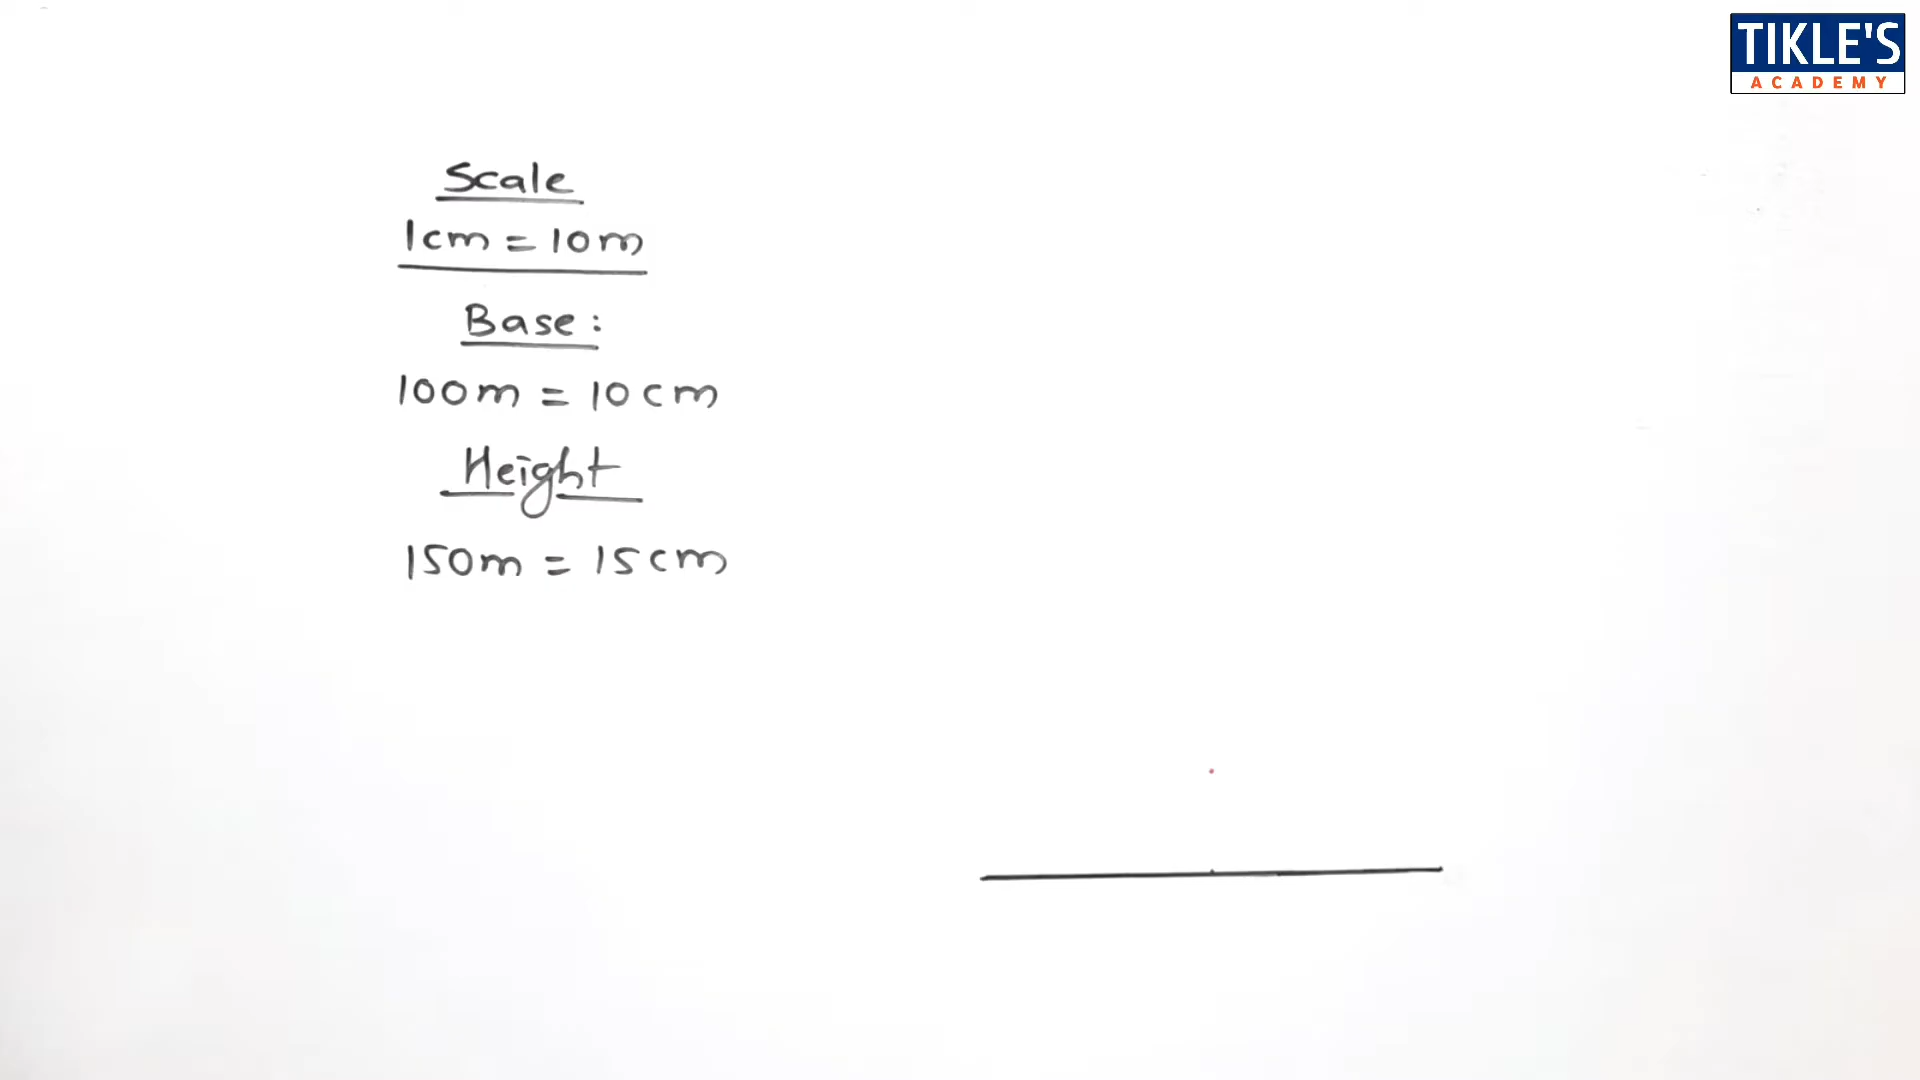 TIKLE'S
ACADEMY
Scale
1cm = 10m
Base:
100m = 10cm
Height
150m = 15cm